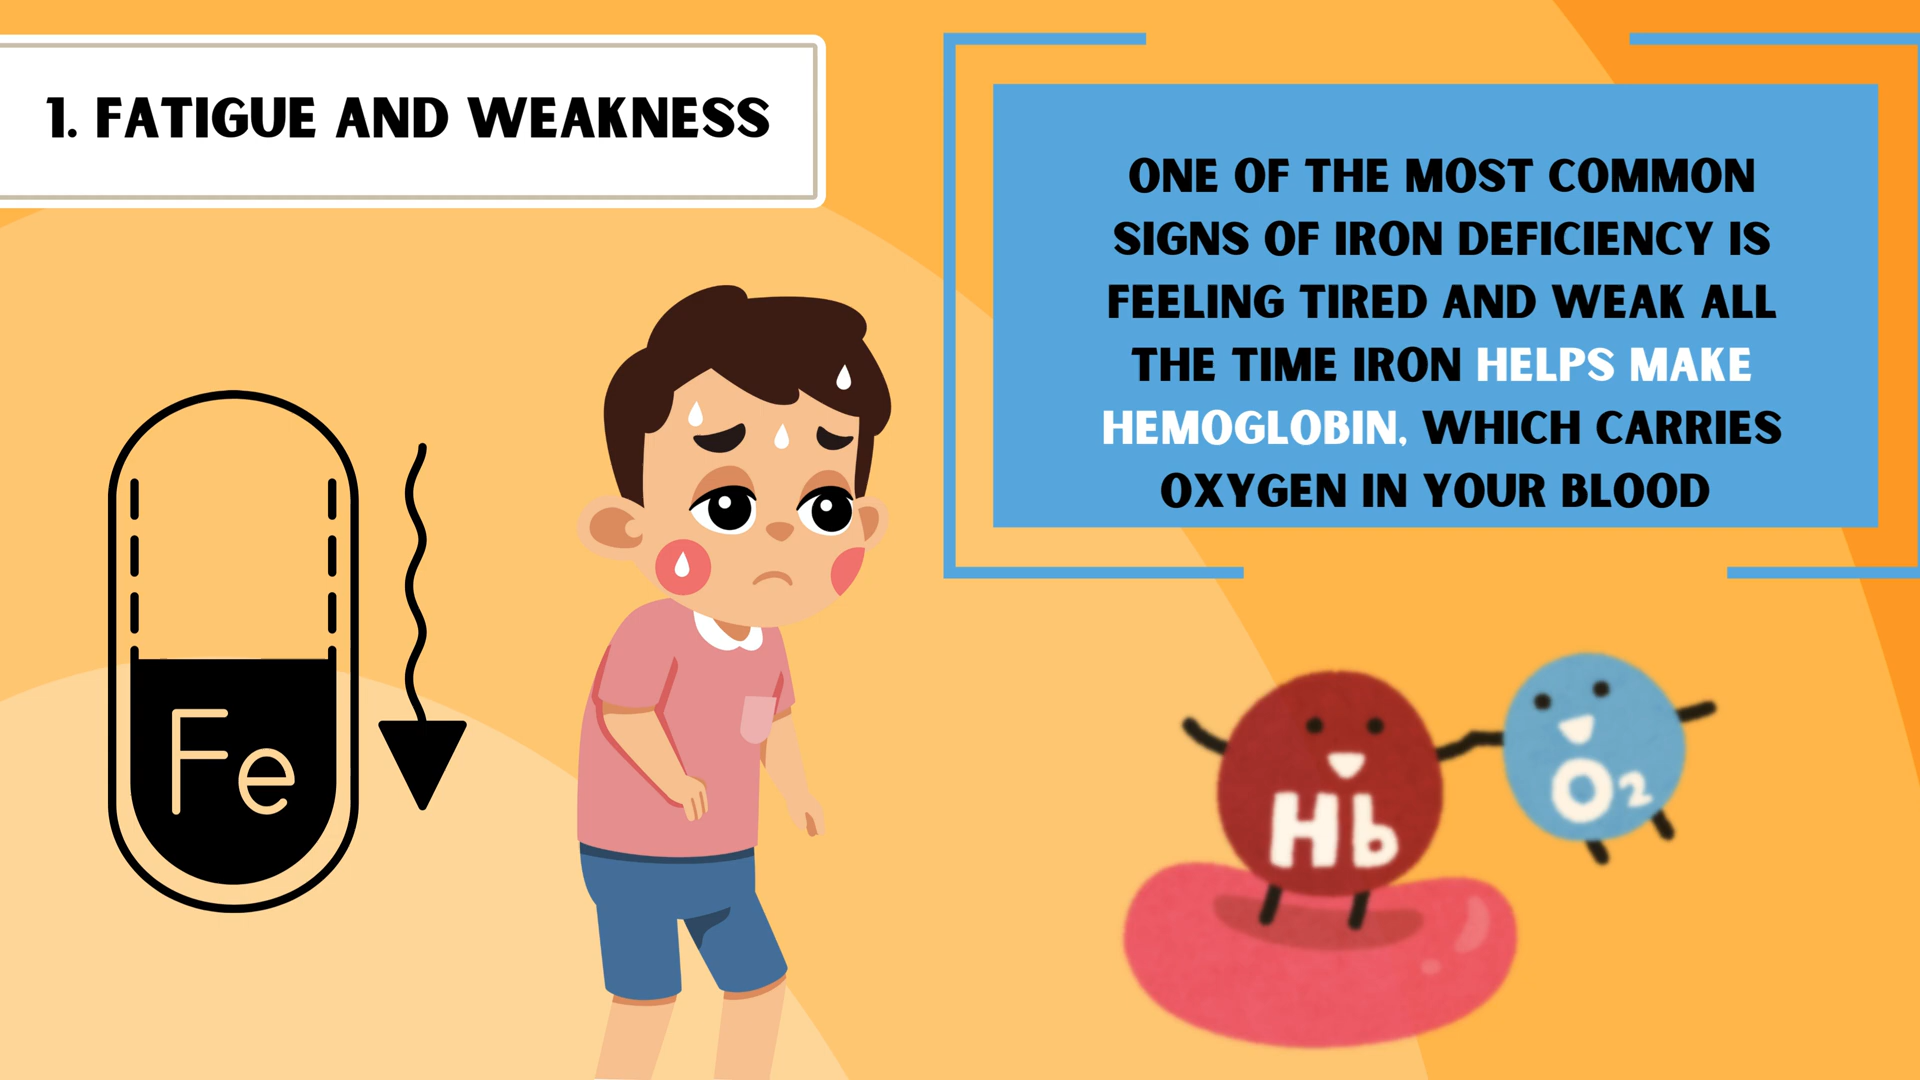 1. FATIGUE AND WEAKNESS
ONE OF THE MOST COMMON
SIGNS OF IRON DEFICIENCY IS
FEELING TIRED AND WEAK ALL
THE TIME IRON HELPS MAKE
HEMOGLOBIN, WHICH CARRIES
OXYGEN IN YOUR BLOOD
Fe
Hb
O2